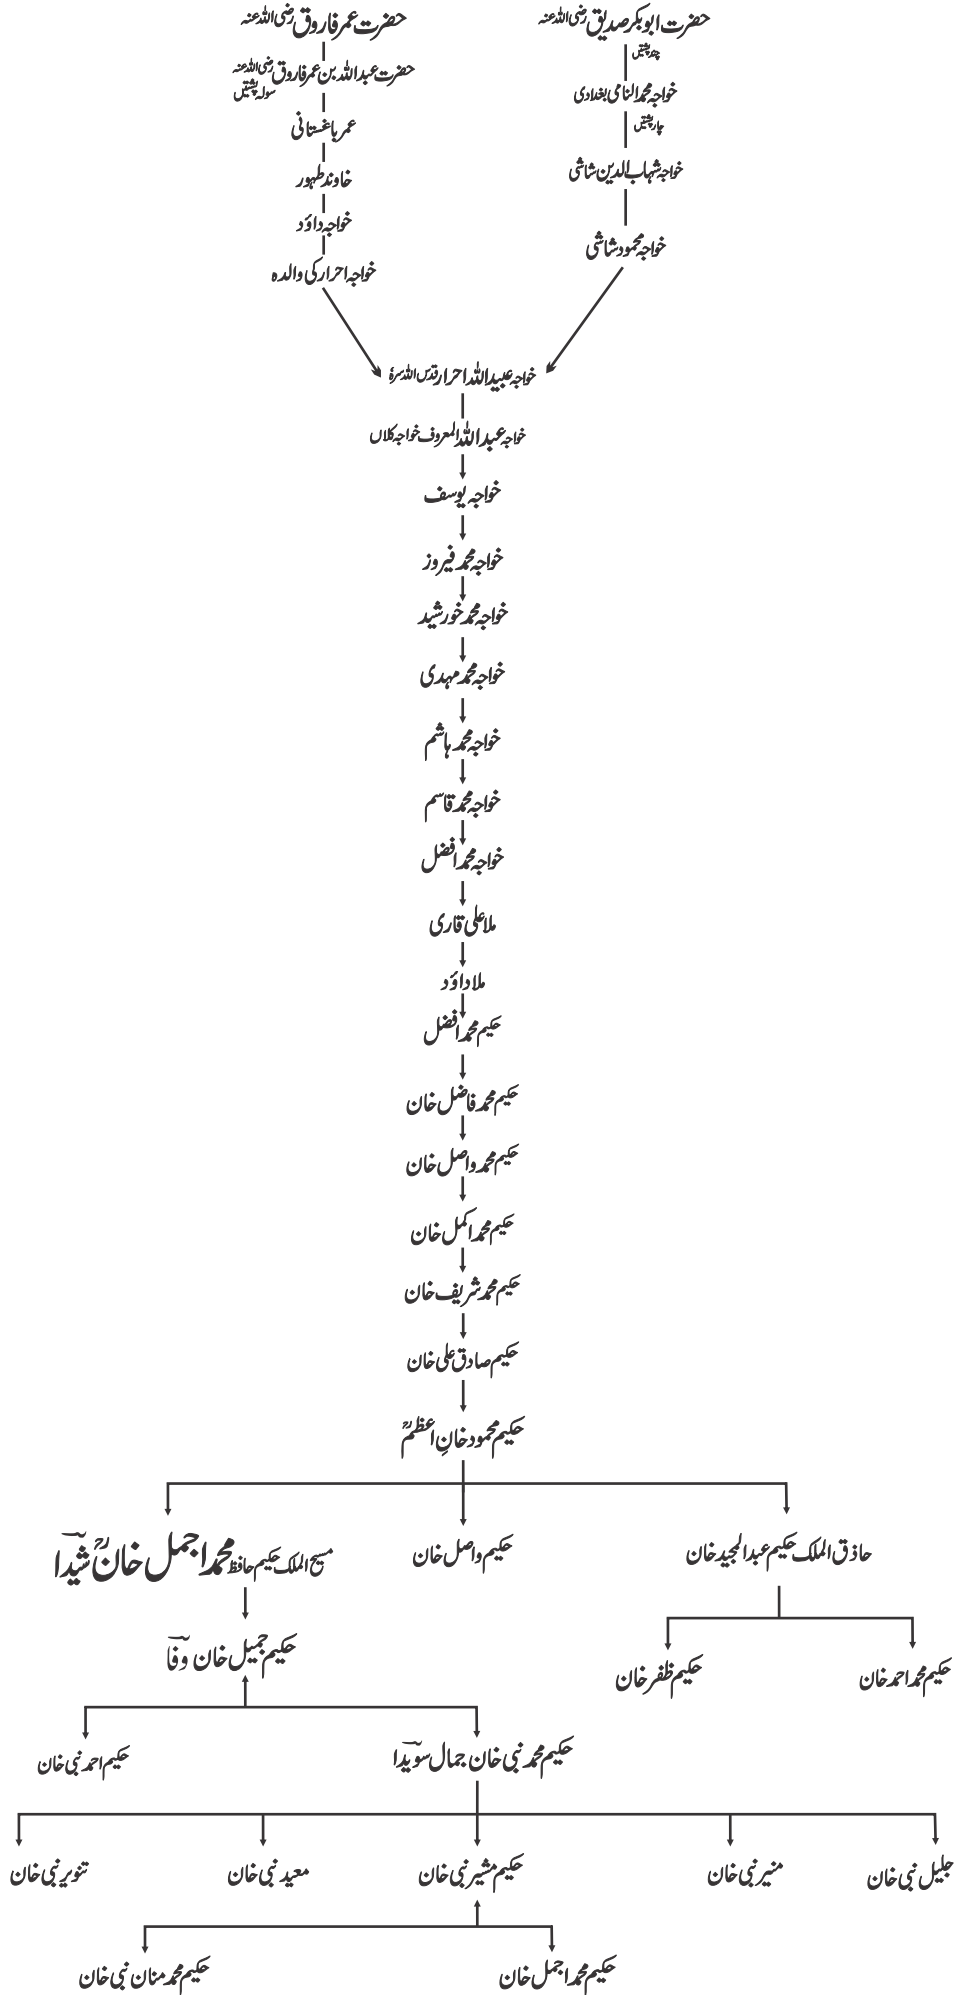 حضرت ابوبکر صدیق رضی اللہ عنہ
چند پشتیں
خواجہ محمد النامی بغدادی
چار پشتیں
خواجہ شہاب الدین شاشی
خواجہ محمود شاشی
حضرت عمر فاروق رضی اللہ عنہ
حضرت عبداللہ بن عمر فاروق رضی اللہ عنہ
سولہ پشتیں
عمر باغستانی
خاوند طہور
خواجہ داؤد
خواجہ احرار کی والدہ
خواجہ عبیداللہ احرار قدس اللہ سرہٗ
خواجہ عبداللہ المعروف خواجہ کلاں
خواجہ یوسف
خواجہ محمد فیروز
خواجہ محمد خورشید
خواجہ محمد مہدی
خواجہ محمد ہاشم
خواجہ محمد قاسم
خواجہ محمد افضل
ملا علی قاری
ملا داؤد
حکیم محمد افضل
حکیم محمد فاضل خان
حکیم محمد واصل خان
حکیم محمد اکمل خان
حکیم محمد شریف خان
حکیم صادق علی خان
حکیم محمود خانِ اعظمؒ
حاذق الملک حکیم عبدالمجید خان
حکیم واصل خان
مسیح الملک حکیم حافظ محمد اجمل خانؒ شیدؔا
حکیم محمد احمد خان
حکیم ظفر خان
حکیم جمیل خان وفاؔ
حکیم محمد نبی خان جمال سویدؔا
حکیم احمد نبی خان
جلیل نبی خان
منیر نبی خان
حکیم مشیر نبی خان
معید نبی خان
تنویر نبی خان
حکیم محمد اجمل خان
حکیم محمد منان نبی خان